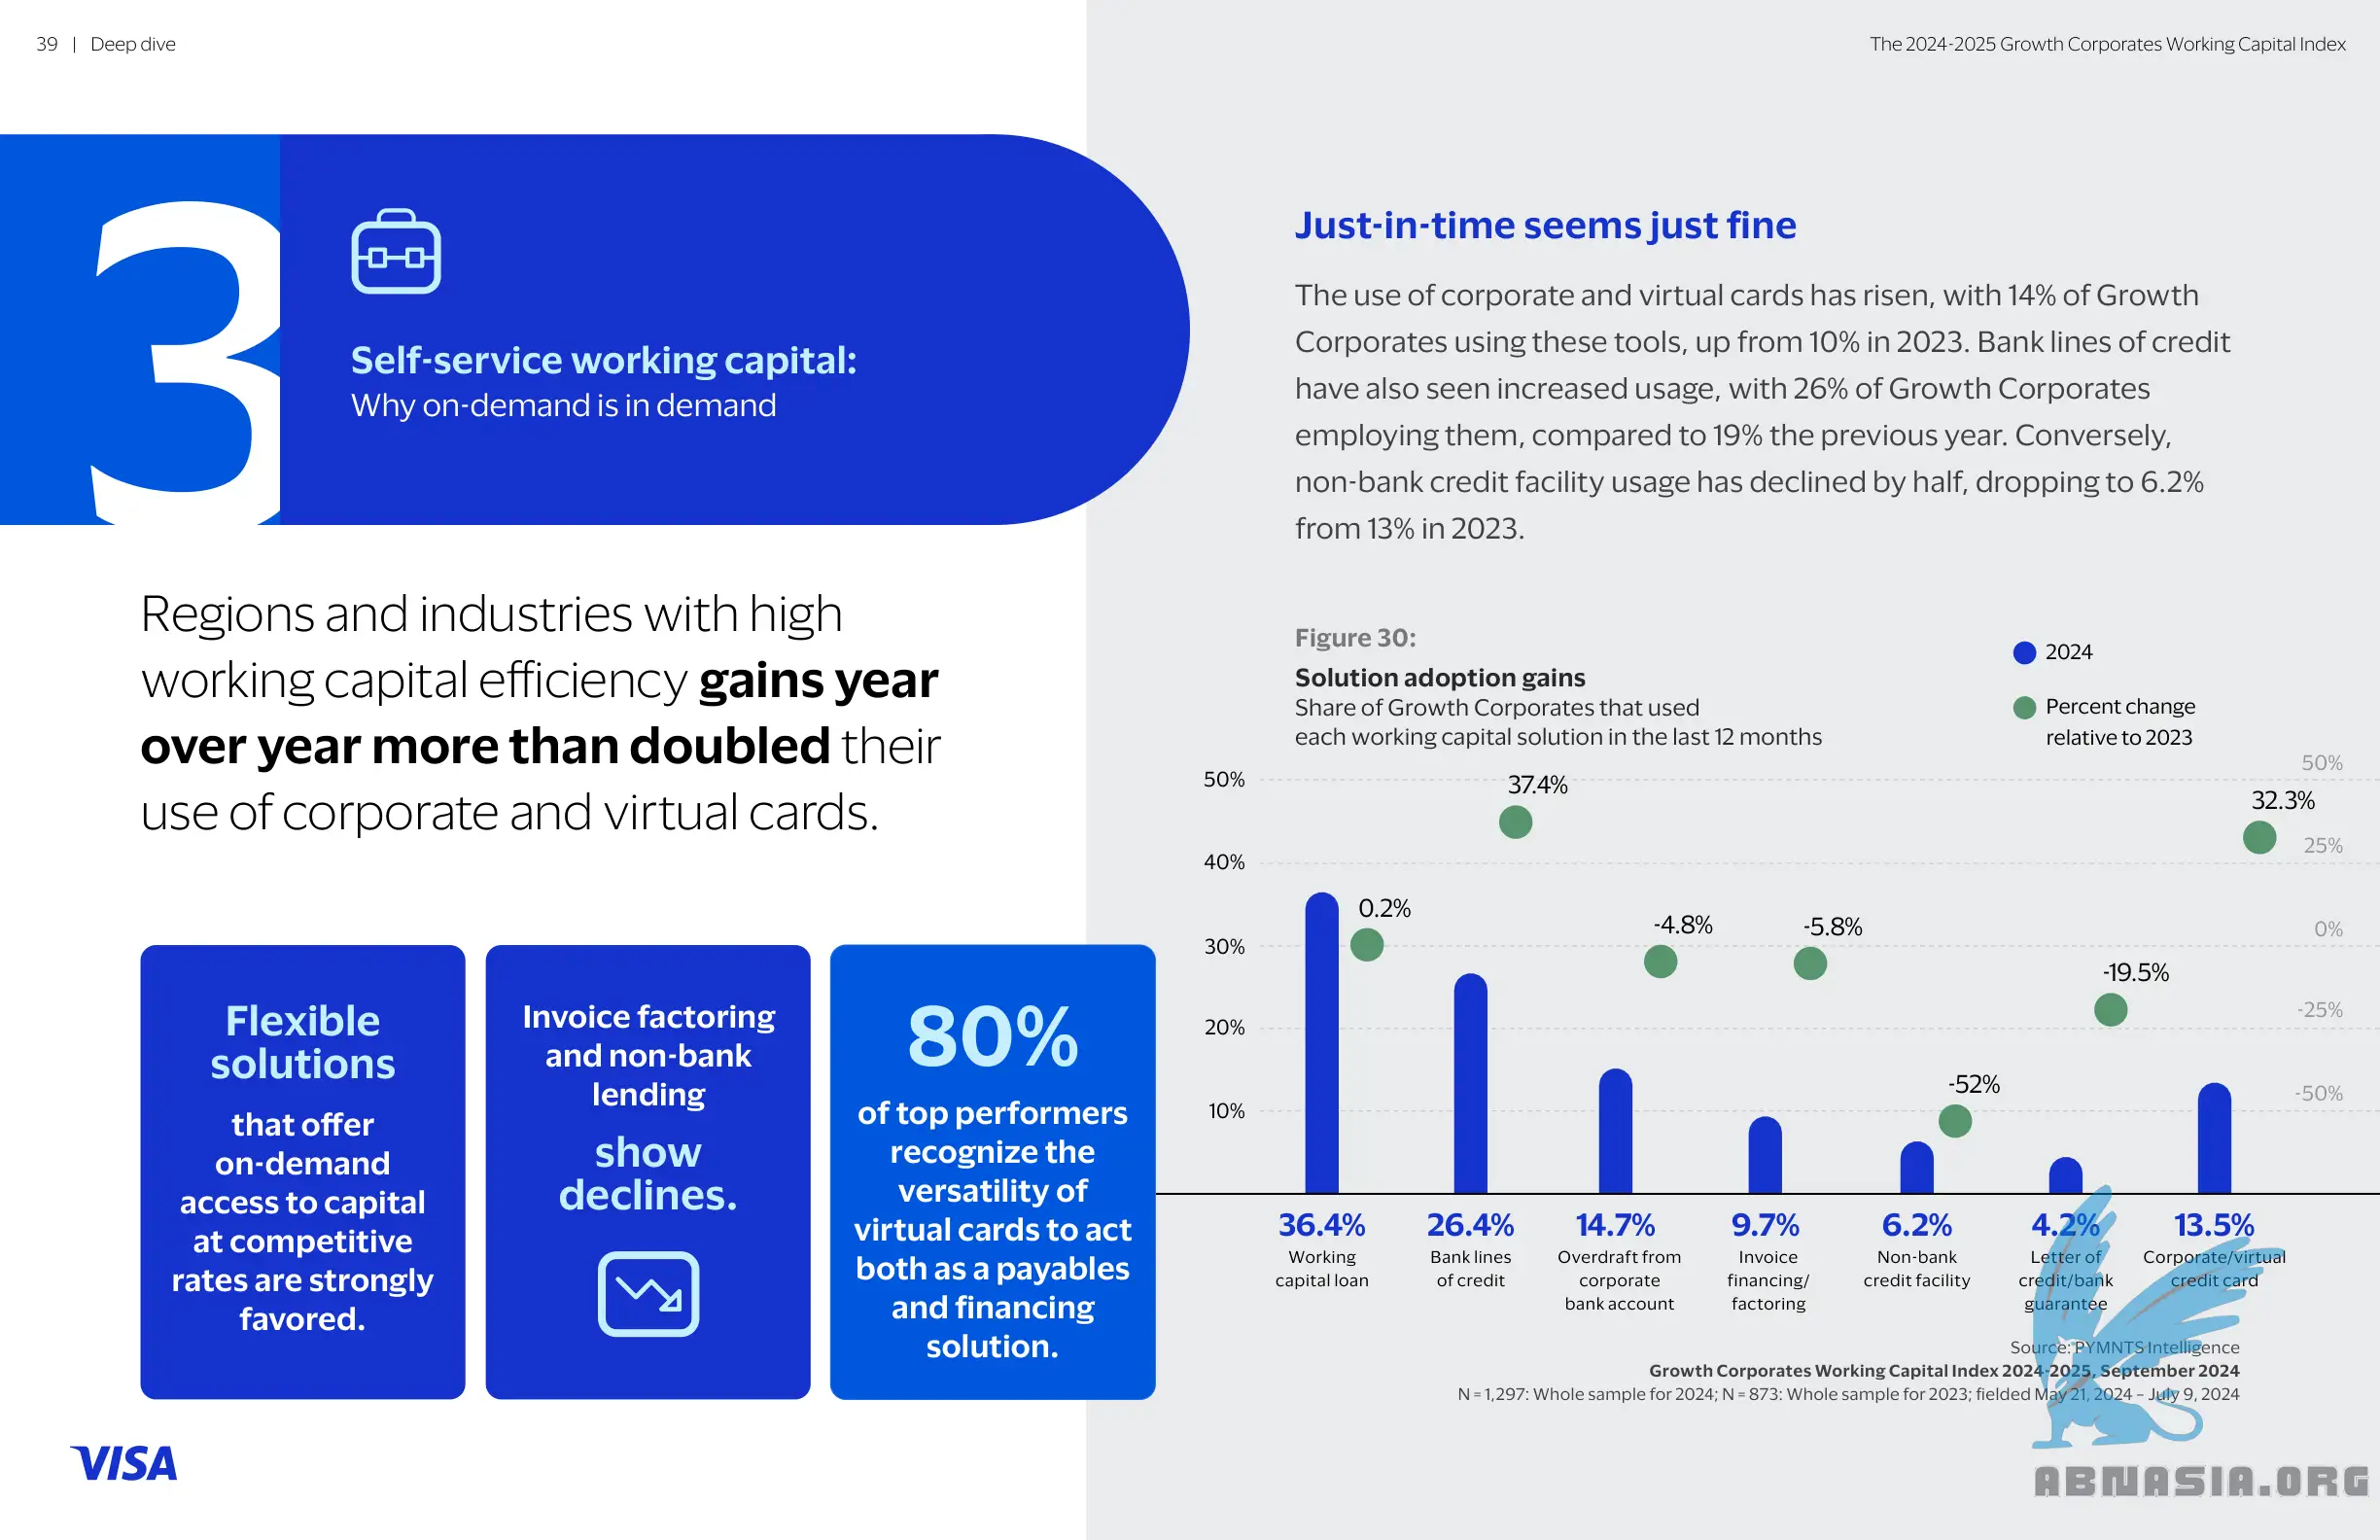 39 | Deep dive
The 2024-2025 Growth Corporates Working Capital Index
3
Self-service working capital:
Why on-demand is in demand
Regions and industries with high
working capital efficiency gains year
over year more than doubled their
use of corporate and virtual cards.
Flexible
solutions
that offer
on-demand
access to capital
at competitive
rates are strongly
favored.
Invoice factoring
and non-bank
lending
show
declines.
80%
of top performers
recognize the
versatility of
virtual cards to act
both as a payables
and financing
solution.
VISA
Just-in-time seems just fine
The use of corporate and virtual cards has risen, with 14% of Growth
Corporates using these tools, up from 10% in 2023. Bank lines of credit
have also seen increased usage, with 26% of Growth Corporates
employing them, compared to 19% the previous year. Conversely,
non-bank credit facility usage has declined by half, dropping to 6.2%
from 13% in 2023.
Figure 30:
Solution adoption gains
Share of Growth Corporates that used
each working capital solution in the last 12 months
2024
Percent change
relative to 2023
50%
40%
30%
20%
10%
50%
25%
0%
-25%
-50%
0.2%
37.4%
-4.8%
-5.8%
-52%
-19.5%
32.3%
36.4%
Working
capital loan
26.4%
Bank lines
of credit
14.7%
Overdraft from
corporate
bank account
9.7%
Invoice
financing/
factoring
6.2%
Non-bank
credit facility
4.2%
Letter of
credit/bank
guarantee
13.5%
Corporate/virtual
credit card
Source: PYMNTS Intelligence
Growth Corporates Working Capital Index 2024-2025, September 2024
N = 1,297: Whole sample for 2024; N = 873: Whole sample for 2023; fielded May 21, 2024 – July 9, 2024
ABNASIA.ORG